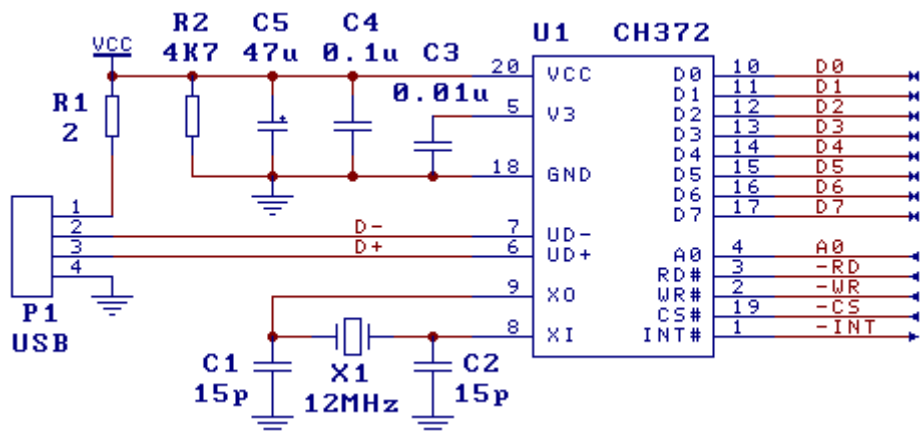 VCC
R2
4K7
C5
47u
C4
0.1u
C3
0.01u
R1
2
U1 CH372
20 VCC
5 V3
18 GND
7 UD-
6 UD+
9 XO
8 XI
D0 10 D0
D1 11 D1
D2 12 D2
D3 13 D3
D4 14 D4
D5 15 D5
D6 16 D6
D7 17 D7
A0 4 A0
RD# 3 -RD
WR# 2 -WR
CS# 19 -CS
INT# 1 -INT
1
2
3
4
D-
D+
P1
USB
C1
15p
X1
12MHz
C2
15p